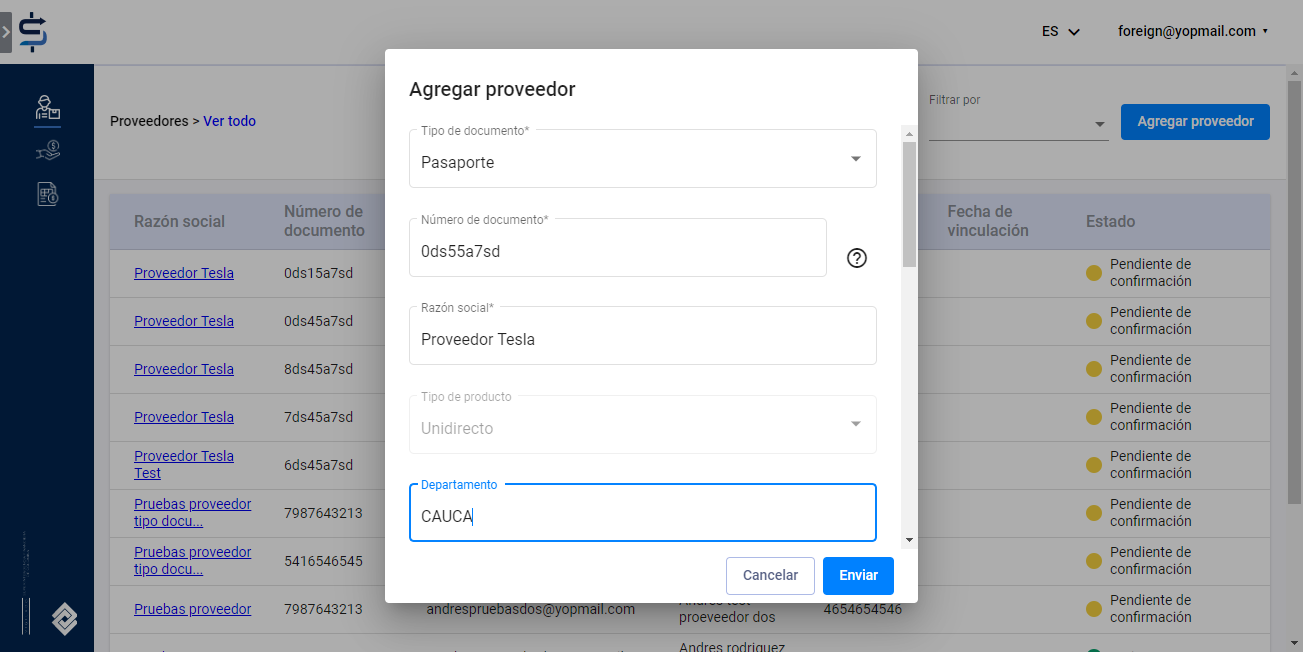 ES
foreign@yopmail.com
Proveedores > Ver todo
Filtrar por
Agregar proveedor
Agregar proveedor
Tipo de documento*
Pasaporte
Número de documento*
0ds55a7sd
Razón social*
Proveedor Tesla
Tipo de producto
Unidirecto
Departamento
CAUCA
Cancelar
Enviar
Razón social
Número de
documento
Fecha de
vinculación
Estado
Proveedor Tesla
0ds15a7sd
Pendiente de
confirmación
Proveedor Tesla
0ds45a7sd
Pendiente de
confirmación
Proveedor Tesla
8ds45a7sd
Pendiente de
confirmación
Proveedor Tesla
7ds45a7sd
Pendiente de
confirmación
Proveedor Tesla
Test
6ds45a7sd
Pendiente de
confirmación
Pruebas proveedor
tipo docu...
7987643213
Pendiente de
confirmación
Pruebas proveedor
tipo docu...
5416546545
Pendiente de
confirmación
Pruebas proveedor
7987643213
andrespruebasdos@yopmail.com
Andres test
proeveedor dos
4654654546
Pendiente de
confirmación
Andres rodriguez